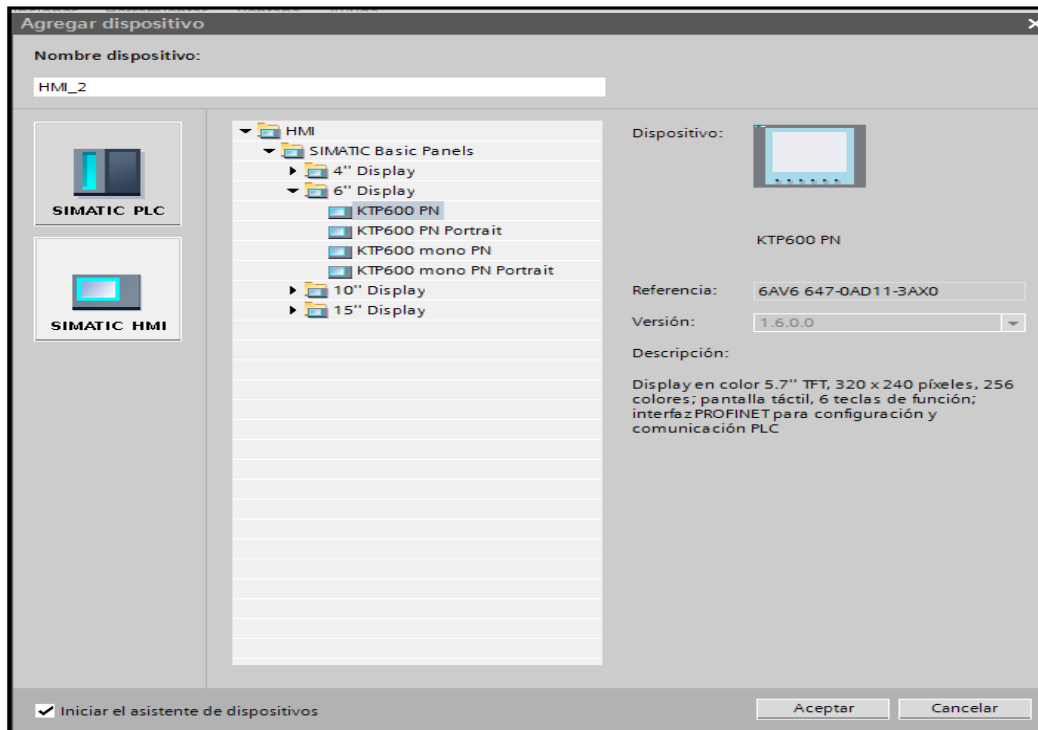 Agregar dispositivo
Nombre dispositivo:
HMI_2
SIMATIC PLC
SIMATIC HMI
HMI
SIMATIC Basic Panels
4" Display
6" Display
KTP600 PN
KTP600 PN Portrait
KTP600 mono PN
KTP600 mono PN Portrait
10" Display
15" Display
Dispositivo:
KTP600 PN
Referencia: 6AV6 647-0AD11-3AX0
Versión: 1.6.0.0
Descripción:
Display en color 5.7" TFT, 320 x 240 píxeles, 256
colores; pantalla táctil, 6 teclas de función;
interfaz PROFINET para configuración y
comunicación PLC
Iniciar el asistente de dispositivos
Aceptar
Cancelar